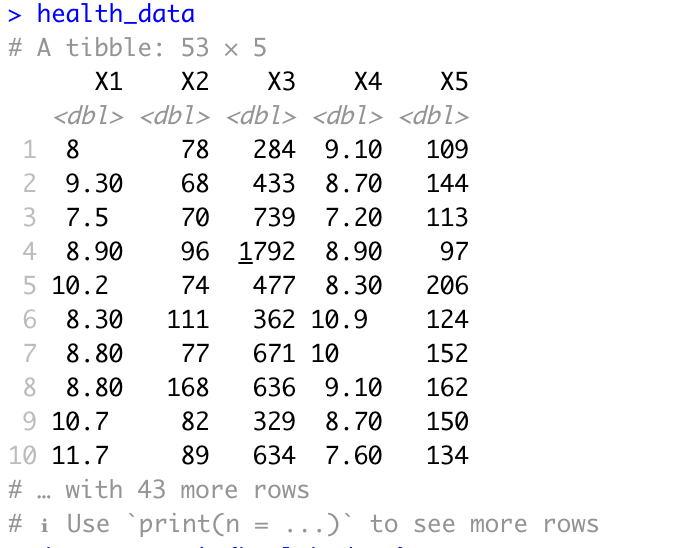 > health_data
# A tibble: 53 × 5
      X1    X2    X3    X4    X5
   <dbl> <dbl> <dbl> <dbl> <dbl>
 1  8       78   284  9.10   109
 2  9.30    68   433  8.70   144
 3  7.5     70   739  7.20   113
 4  8.90    96  1792  8.90    97
 5 10.2     74   477  8.30   206
 6  8.30   111   362 10.9    124
 7  8.80    77   671 10      152
 8  8.80   168   636  9.10   162
 9 10.7     82   329  8.70   150
10 11.7     89   634  7.60   134
# … with 43 more rows
# ℹ Use `print(n = ...)` to see more rows